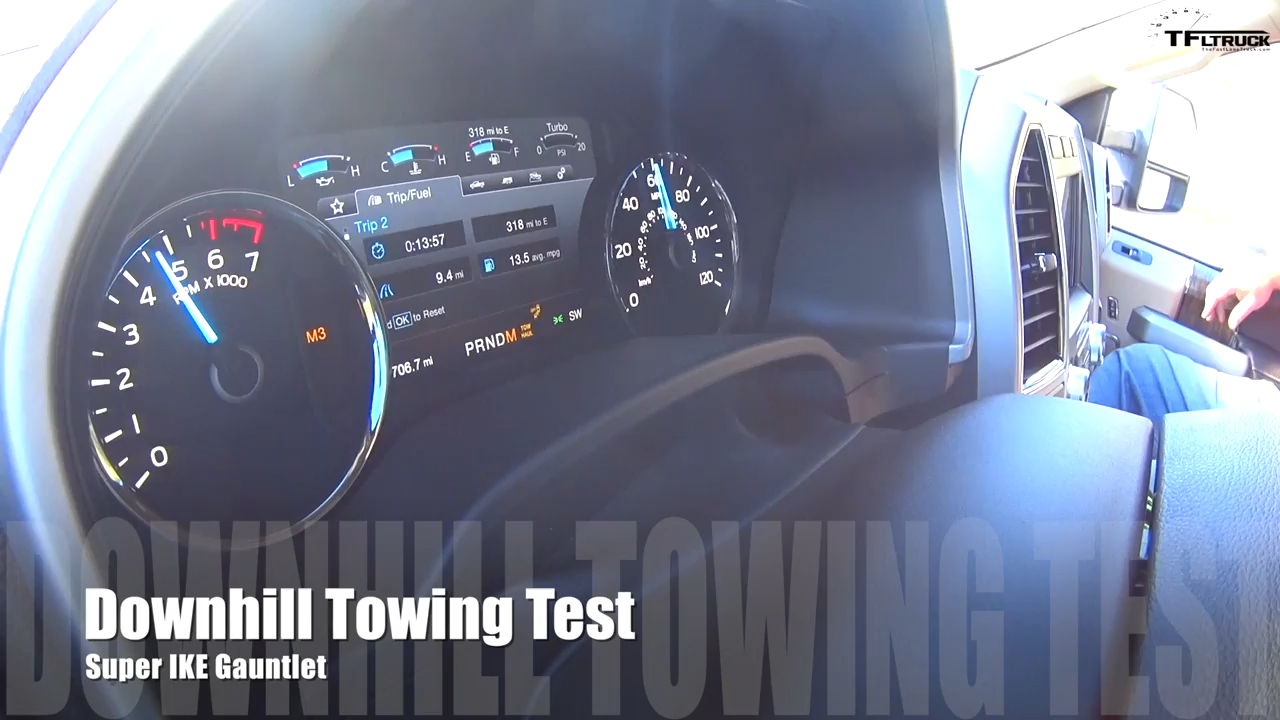 TFLTRUCK
318 mi to E
Turbo
L H
C H
E F
0 20
PSI
Trip/Fuel
Trip 2
0:13:57
318 mi to E
9.4 mi
13.5 avg. mpg
OK to Reset
706.7 mi
PRNDM
TOW
HAUL
SW
M3
0 1 2 3 4 5 6 7
RPM X 1000
0 20 40 60 80 100 120
DOWNHILL TOWING TEST
Downhill Towing Test
Super IKE Gauntlet